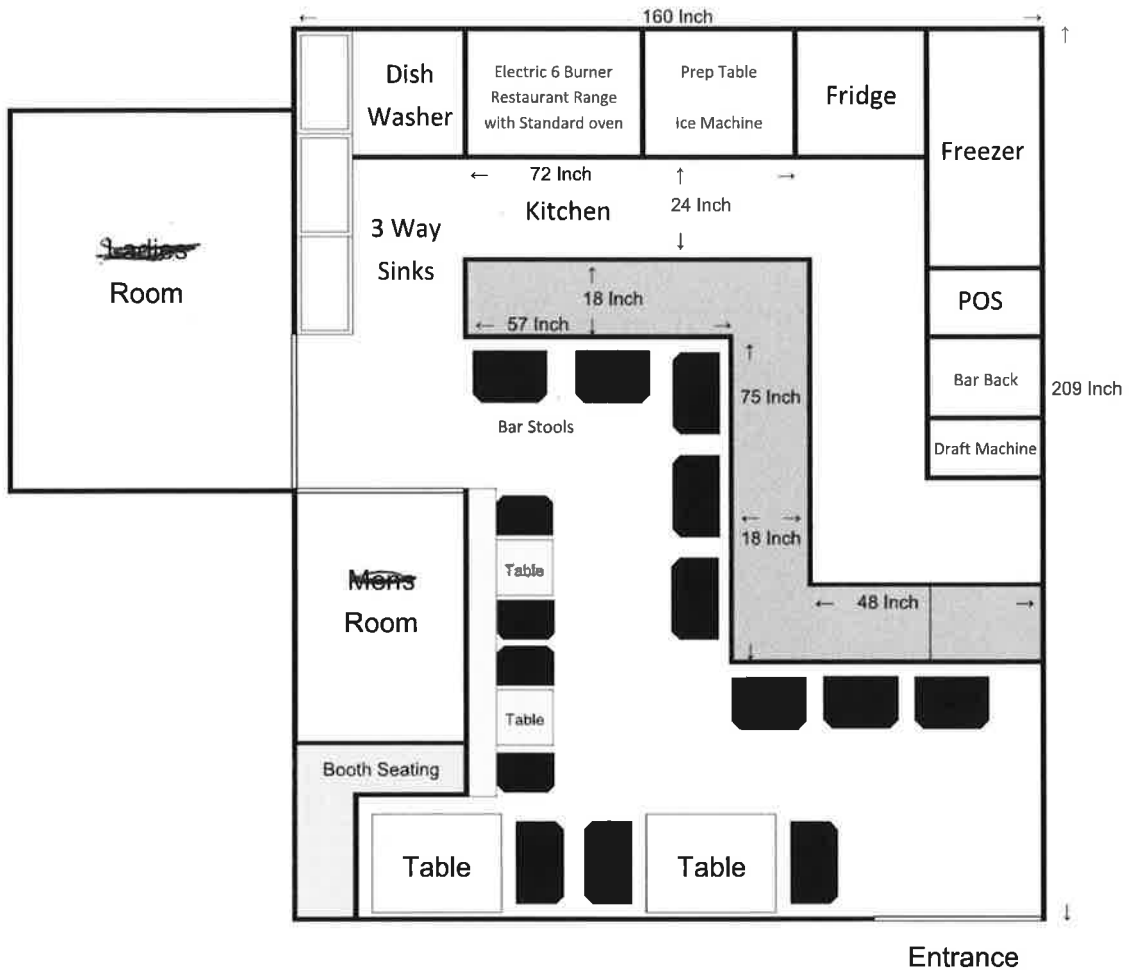 ← 160 Inch →
↑
Dish
Washer
Electric 6 Burner
Restaurant Range
with Standard oven
Prep Table
Ice Machine
Fridge
Freezer
← 72 Inch →
↑
24 Inch
↓
Kitchen
3 Way
Sinks
Ladies
Room
↑
18 Inch
↓
← 57 Inch →
POS
↑
75 Inch
Bar Back
209 Inch
Bar Stools
Draft Machine
← →
18 Inch
Table
Mens
Room
← 48 Inch →
↓
Table
Booth Seating
Table
Table
↓
Entrance